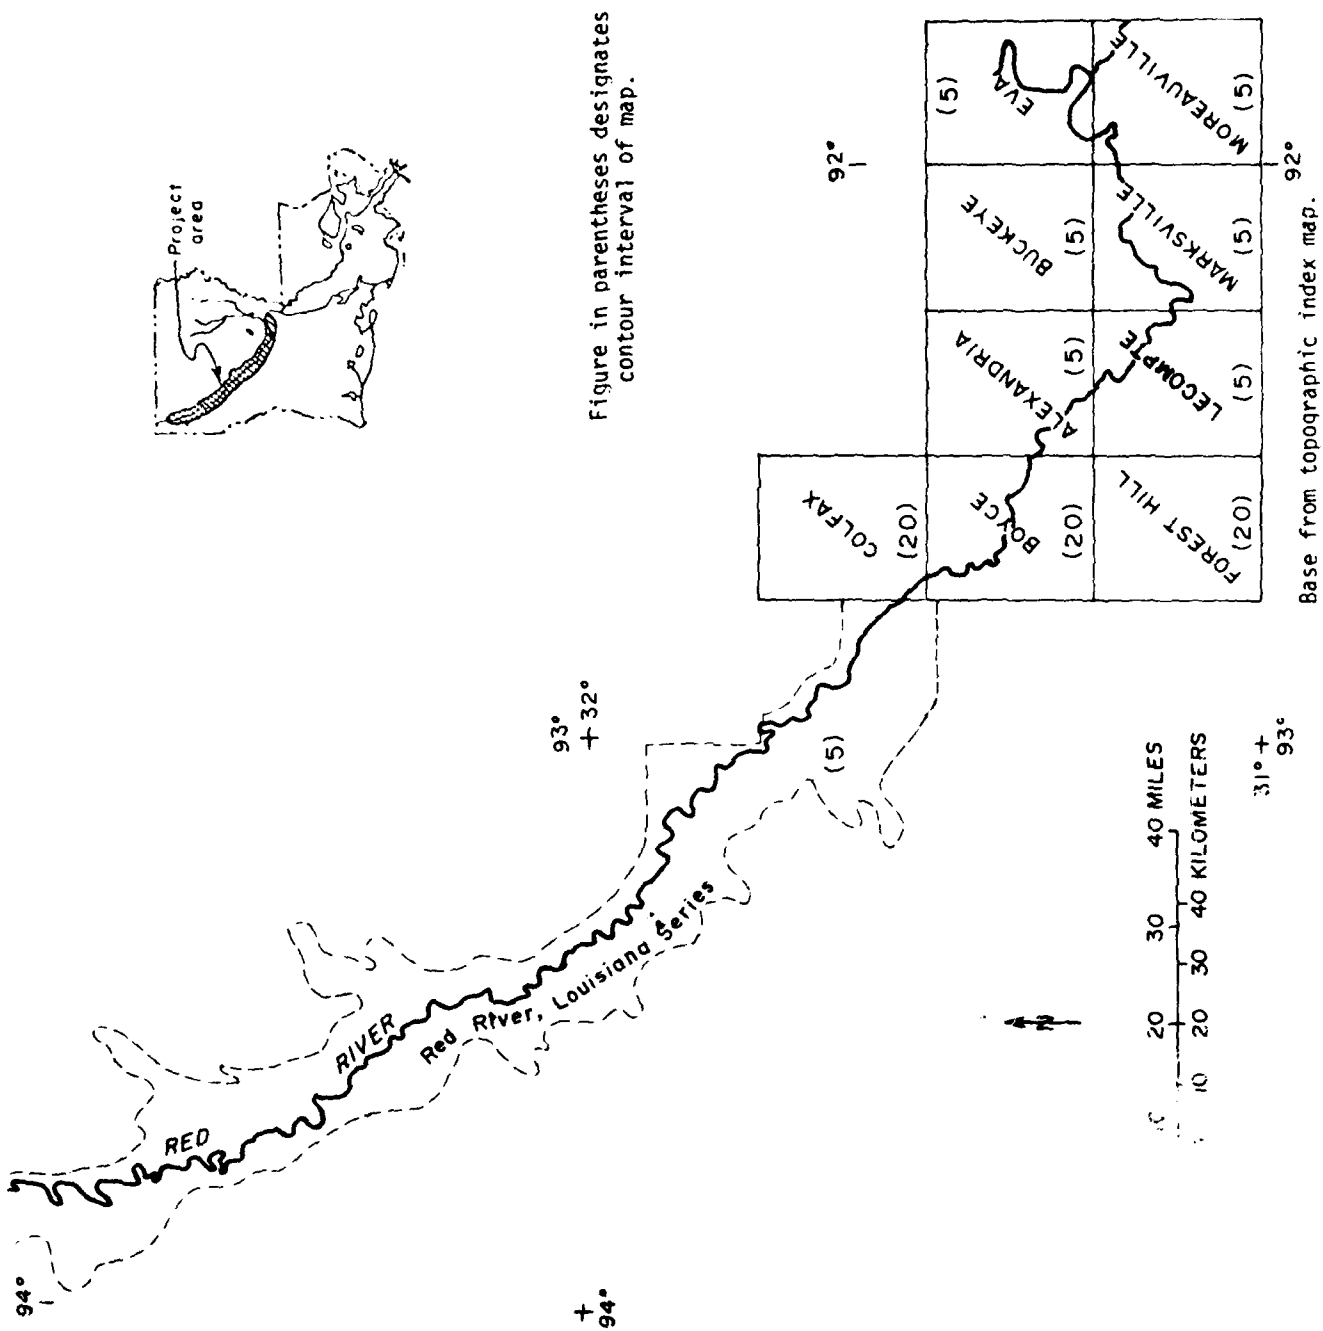 94°
RED
RIVER
Red River, Louisiana Series
(5)
93°
+ 32°
+
94°
Project
area
Figure in parentheses designates
contour interval of map.
92°
COLFAX
(20)
BOYCE
(20)
FOREST HILL
(20)
ALEXANDRIA
(5)
LECOMPTE
(5)
BUCKEYE
(5)
MARKSVILLE
(5)
EVA
(5)
MOREAUVILLE
(5)
92°
31° +
93°
N
20 30 40 MILES
10 20 30 40 KILOMETERS
Base from topographic index map.